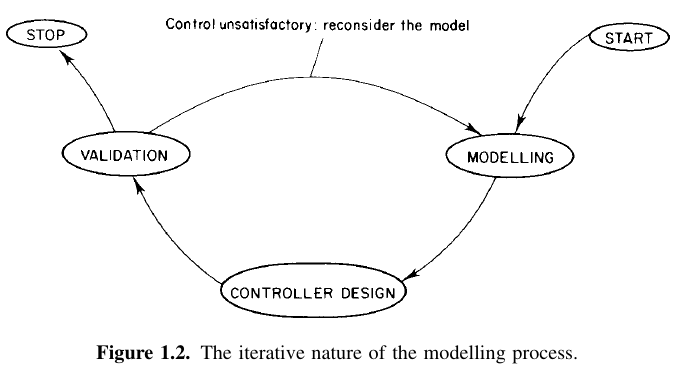 Control unsatisfactory: reconsider the model
STOP
START
VALIDATION
MODELLING
CONTROLLER DESIGN
Figure 1.2. The iterative nature of the modelling process.